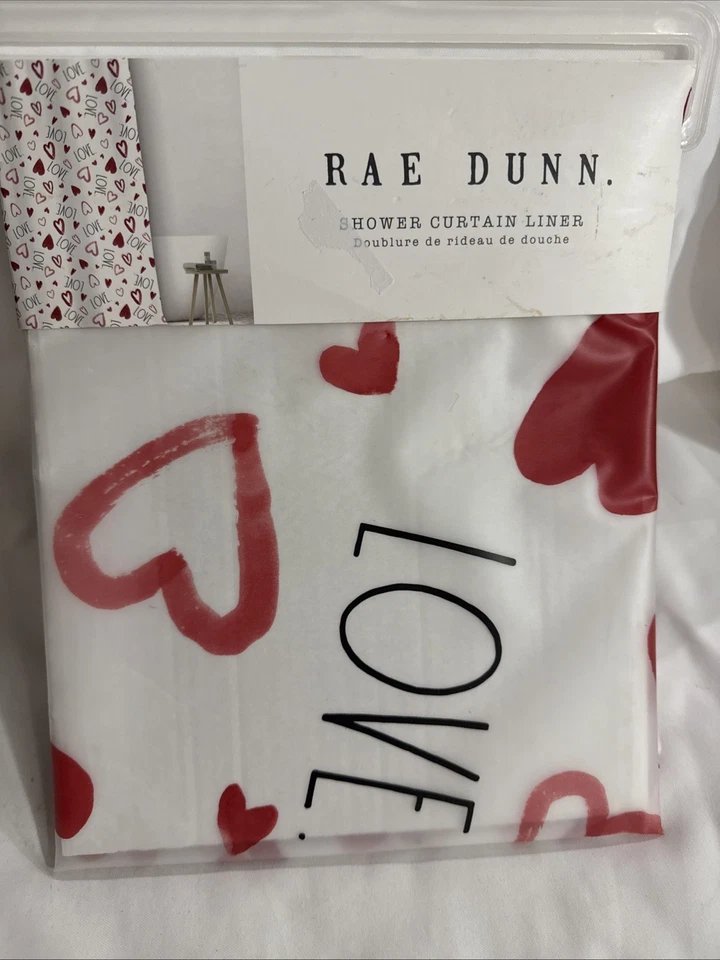 RAE DUNN.
SHOWER CURTAIN LINER
Doublure de rideau de douche
LOVE.